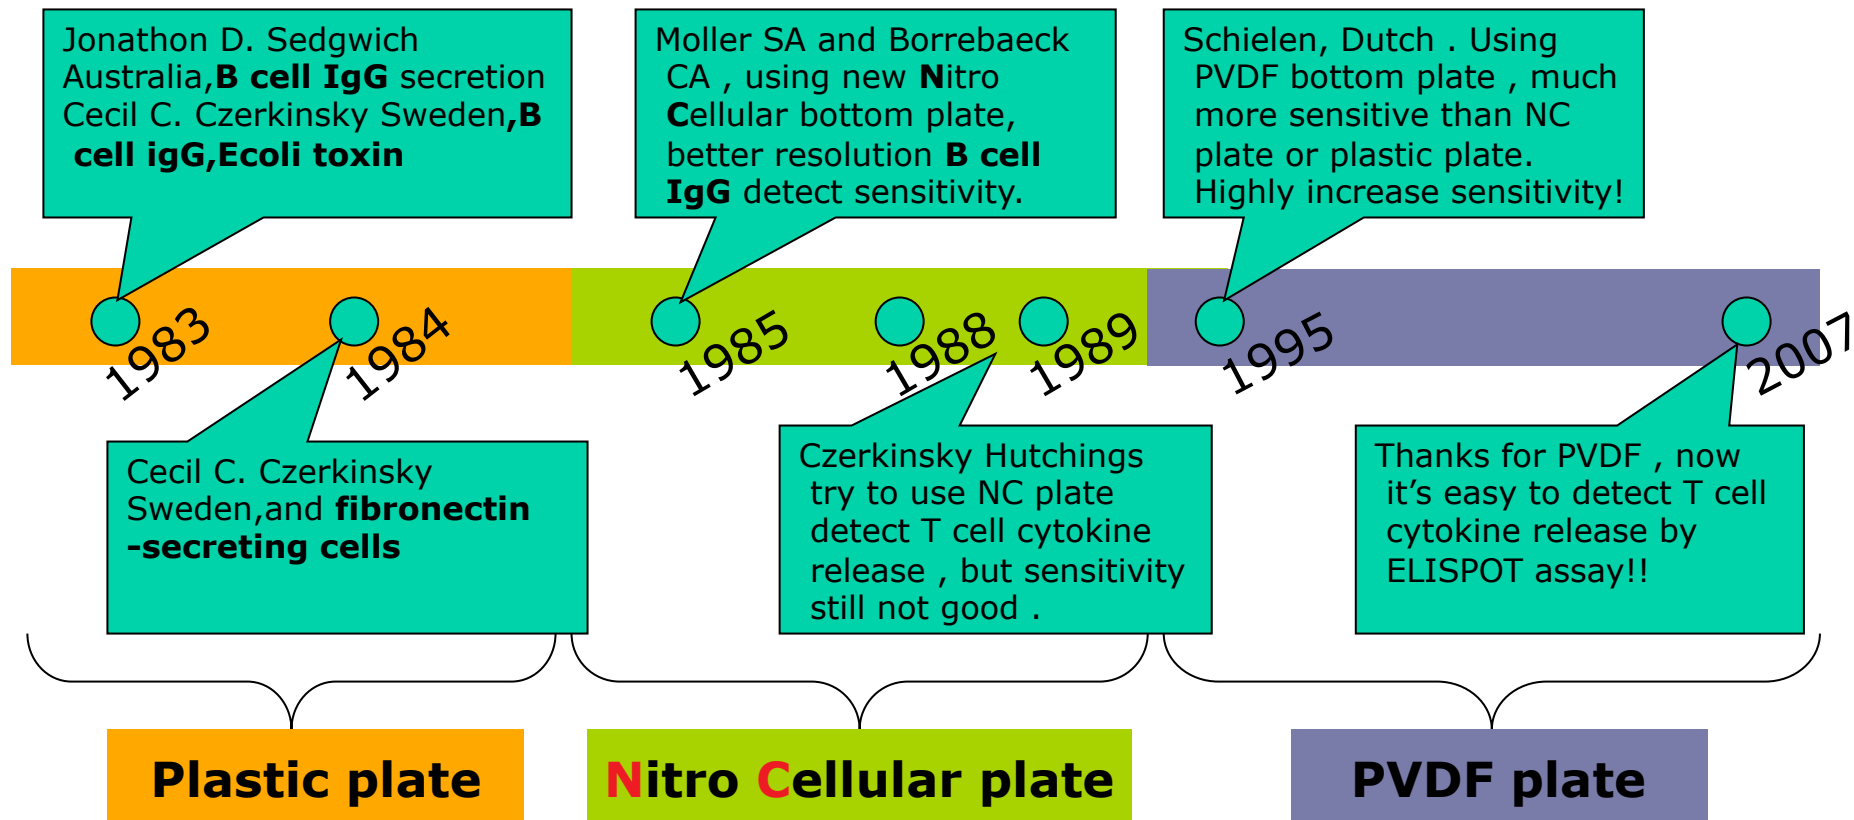 Jonathon D. Sedgwich
Australia,B cell IgG secretion
Cecil C. Czerkinsky Sweden,B
cell igG,Ecoli toxin
Moller SA and Borrebaeck
CA , using new Nitro
Cellular bottom plate,
better resolution B cell
IgG detect sensitivity.
Schielen, Dutch . Using
PVDF bottom plate , much
more sensitive than NC
plate or plastic plate.
Highly increase sensitivity!
1983
1984
1985
1988
1989
1995
2007
Cecil C. Czerkinsky
Sweden,and fibronectin
-secreting cells
Czerkinsky Hutchings
try to use NC plate
detect T cell cytokine
release , but sensitivity
still not good .
Thanks for PVDF , now
it’s easy to detect T cell
cytokine release by
ELISPOT assay!!
Plastic plate
Nitro Cellular plate
PVDF plate